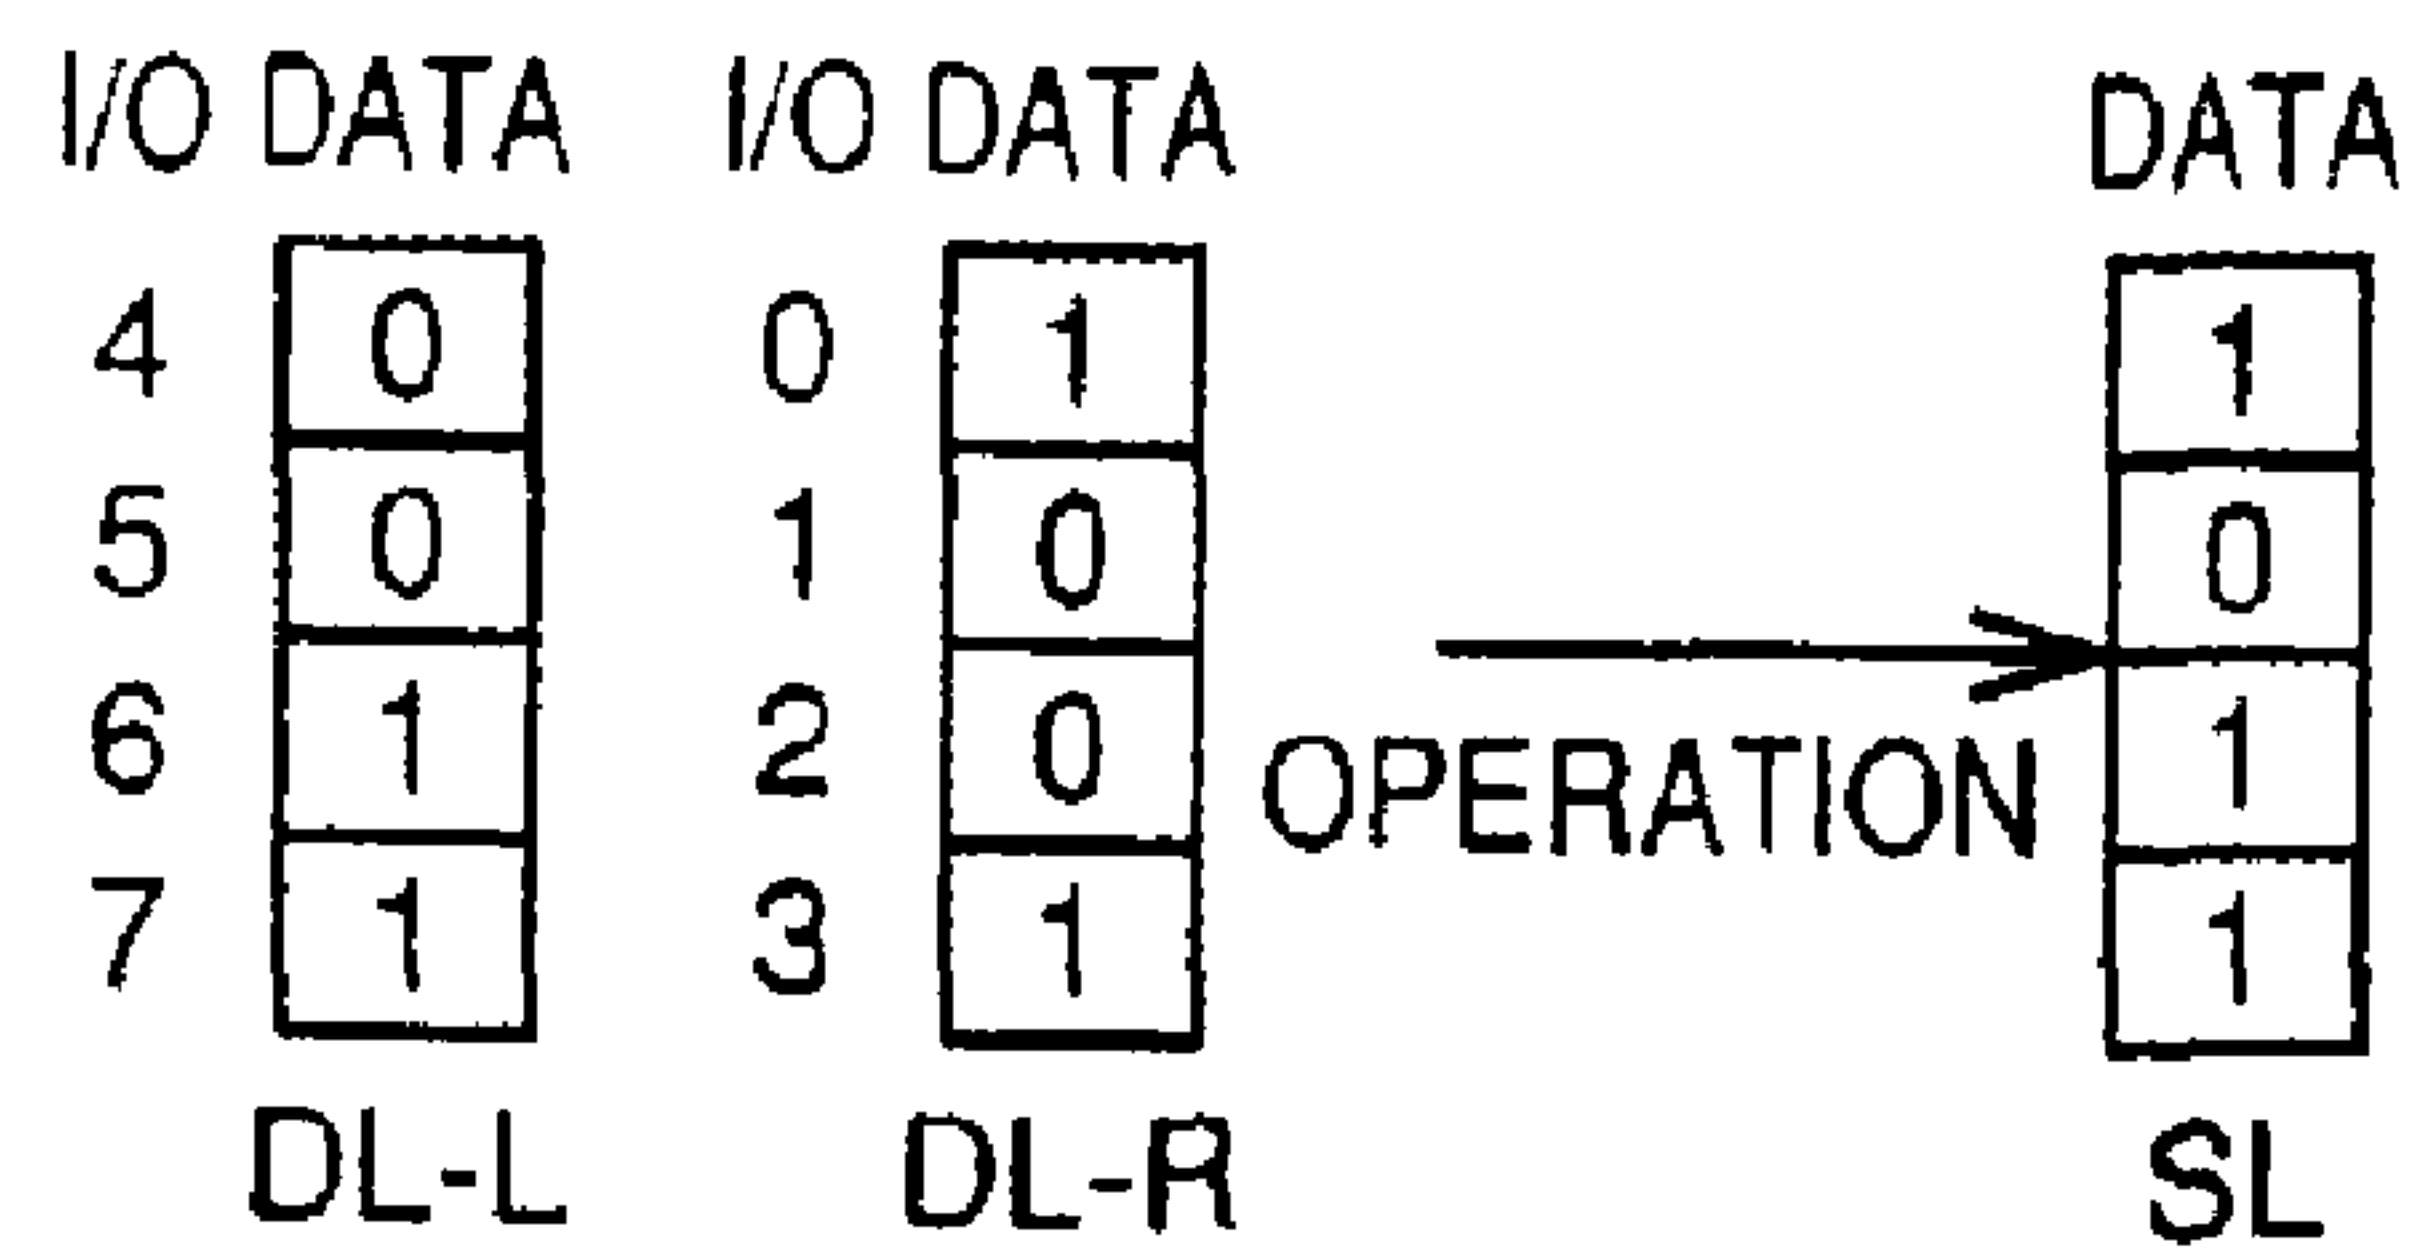 I/O DATA I/O DATA DATA
4 0 0 1 1
5 0 1 0 0
6 1 2 0 1
OPERATION
7 1 3 1 1
DL-L DL-R SL